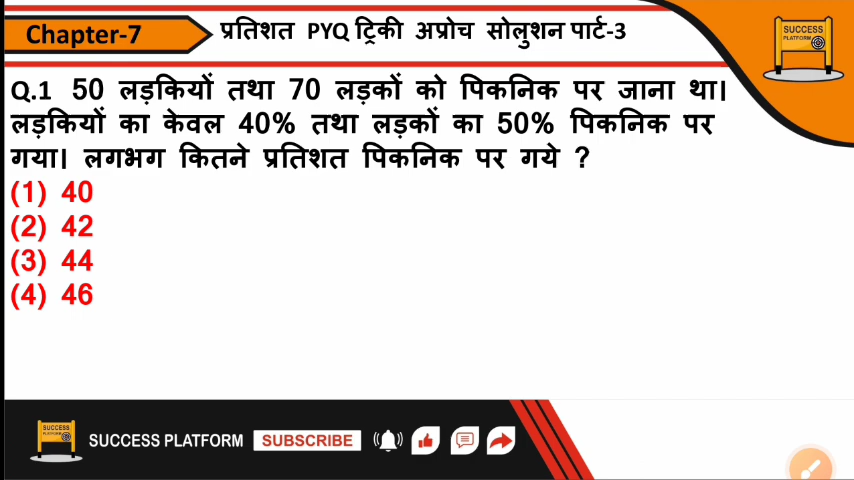 Chapter-7
प्रतिशत PYQ ट्रिकी अप्रोच सोलुशन पार्ट-3
SUCCESS
PLATFORM
Q.1 50 लड़कियों तथा 70 लड़कों को पिकनिक पर जाना था।
लड़कियों का केवल 40% तथा लड़कों का 50% पिकनिक पर
गया। लगभग कितने प्रतिशत पिकनिक पर गये ?
(1) 40
(2) 42
(3) 44
(4) 46
SUCCESS
PLATFORM
SUCCESS PLATFORM
SUBSCRIBE